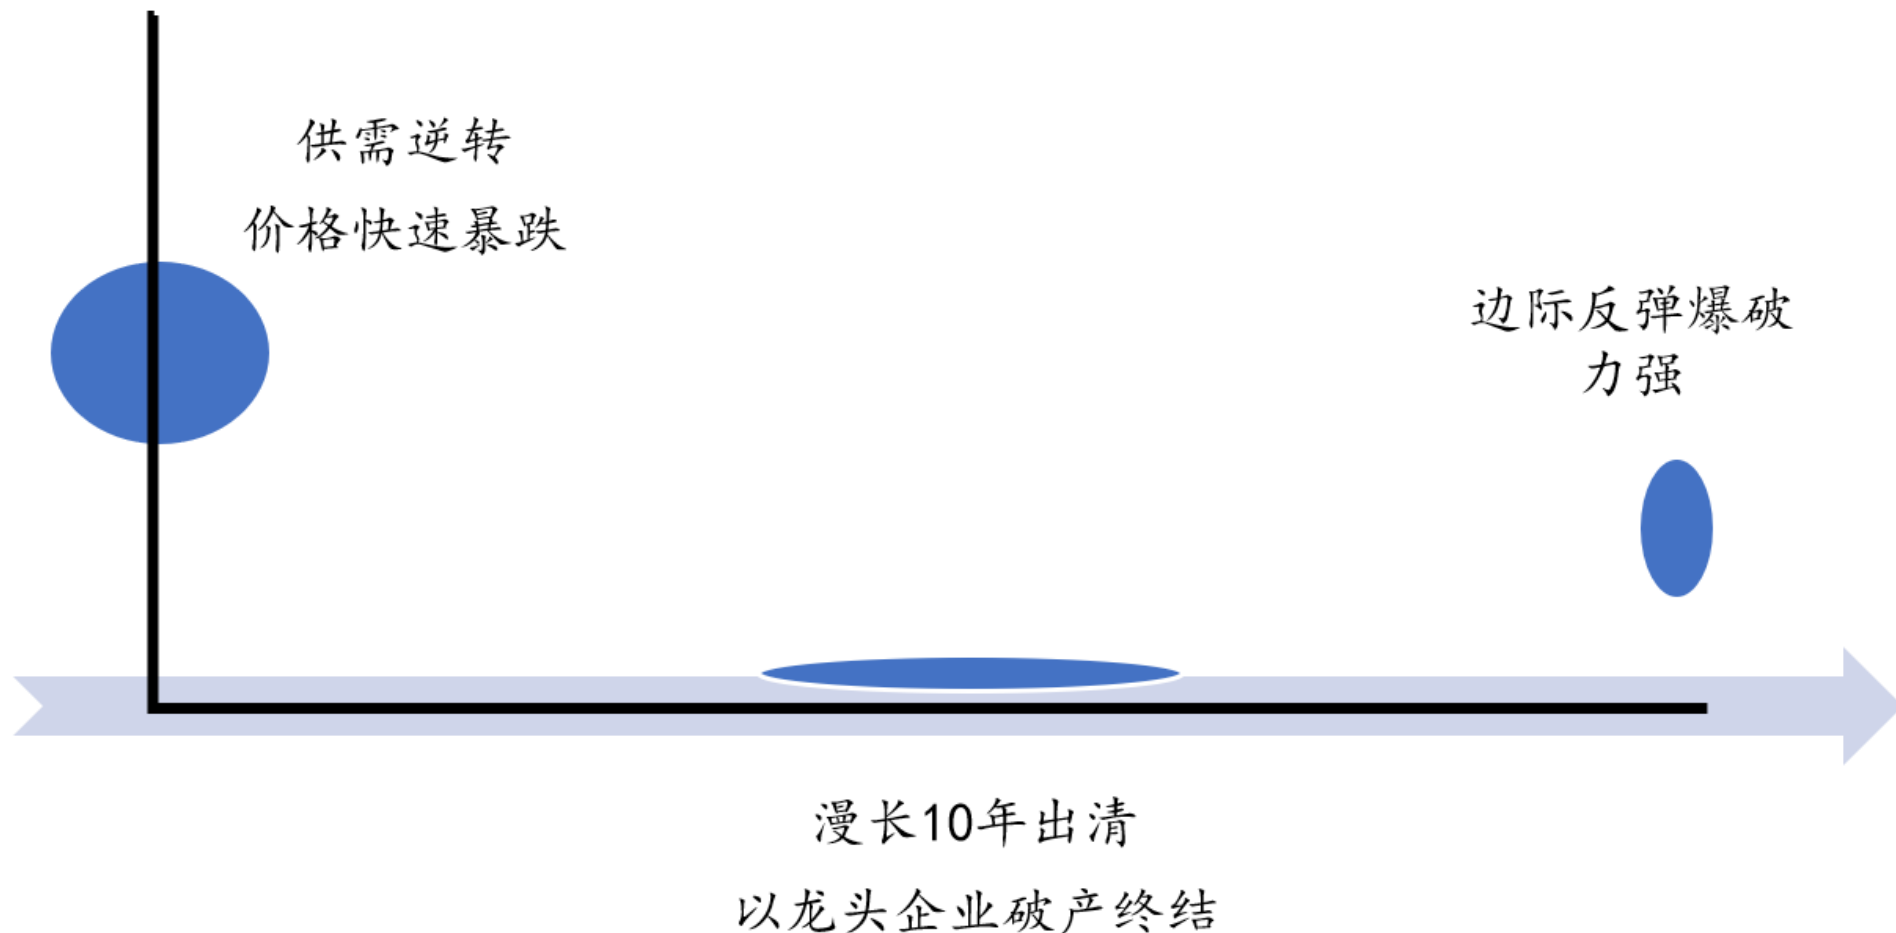 供需逆转
价格快速暴跌
边际反弹爆破
力强
漫长10年出清
以龙头企业破产终结